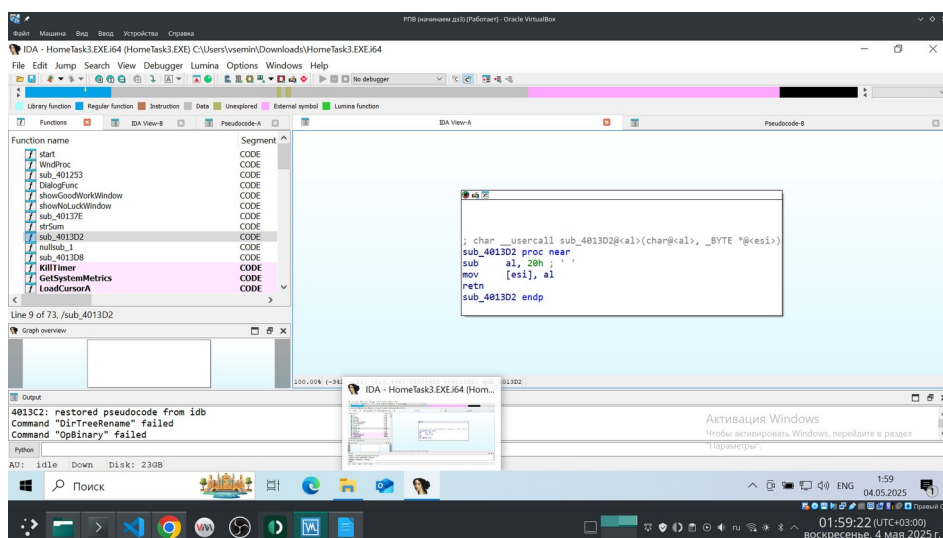 РПВ (начинаем дз3) [Работает] - Oracle VirtualBox
Файл Машина Вид Ввод Устройства Справка
IDA - HomeTask3.EXE.i64 (HomeTask3.EXE) C:\Users\vsemin\Downloads\HomeTask3.EXE.i64
File Edit Jump Search View Debugger Lumina Options Windows Help
No debugger
Library function Regular function Instruction Data Unexplored External symbol Lumina function
Functions IDA View-B Pseudocode-A IDA View-A Pseudocode-B
Function name Segment
start CODE
WndProc CODE
sub_401253 CODE
DialogFunc CODE
showGoodWorkWindow CODE
showNoLuckWindow CODE
sub_40137E CODE
strSum CODE
sub_4013D2 CODE
nullsub_1 CODE
sub_4013D8 CODE
KillTimer CODE
GetSystemMetrics CODE
LoadCursorA CODE
; char __usercall sub_4013D2@<al>(char@<al>, _BYTE *@<esi>)
sub_4013D2 proc near
sub al, 20h ; ' '
mov [esi], al
retn
sub_4013D2 endp
Line 9 of 73, /sub_4013D2
Graph overview
100.00%
IDA - HomeTask3.EXE.i64 (Hom...
Output
4013C2: restored pseudocode from idb
Command "DirTreeRename" failed
Command "OpBinary" failed
Python
AU: idle Down Disk: 23GB
Активация Windows
Чтобы активировать Windows, перейдите в раздел
"Параметры".
Поиск
ENG
1:59
04.05.2025
Правый C
ru
01:59:22 (UTC+03:00)
воскресенье, 4 мая 2025 г.